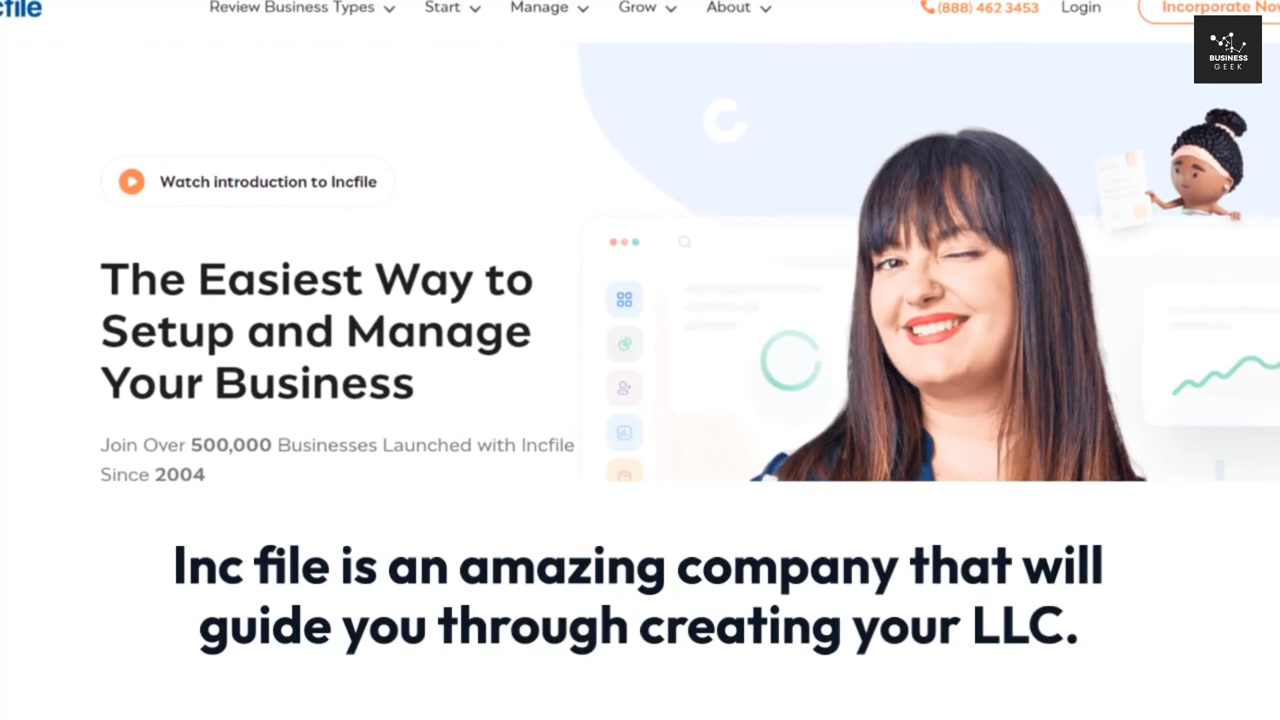 cfile
Review Business Types Start Manage Grow About (888) 462 3453 Login Incorporate Now
BUSINESS
GEEK
Watch introduction to Incfile
The Easiest Way to
Setup and Manage
Your Business
Join Over 500,000 Businesses Launched with Incfile
Since 2004
Inc file is an amazing company that will
guide you through creating your LLC.